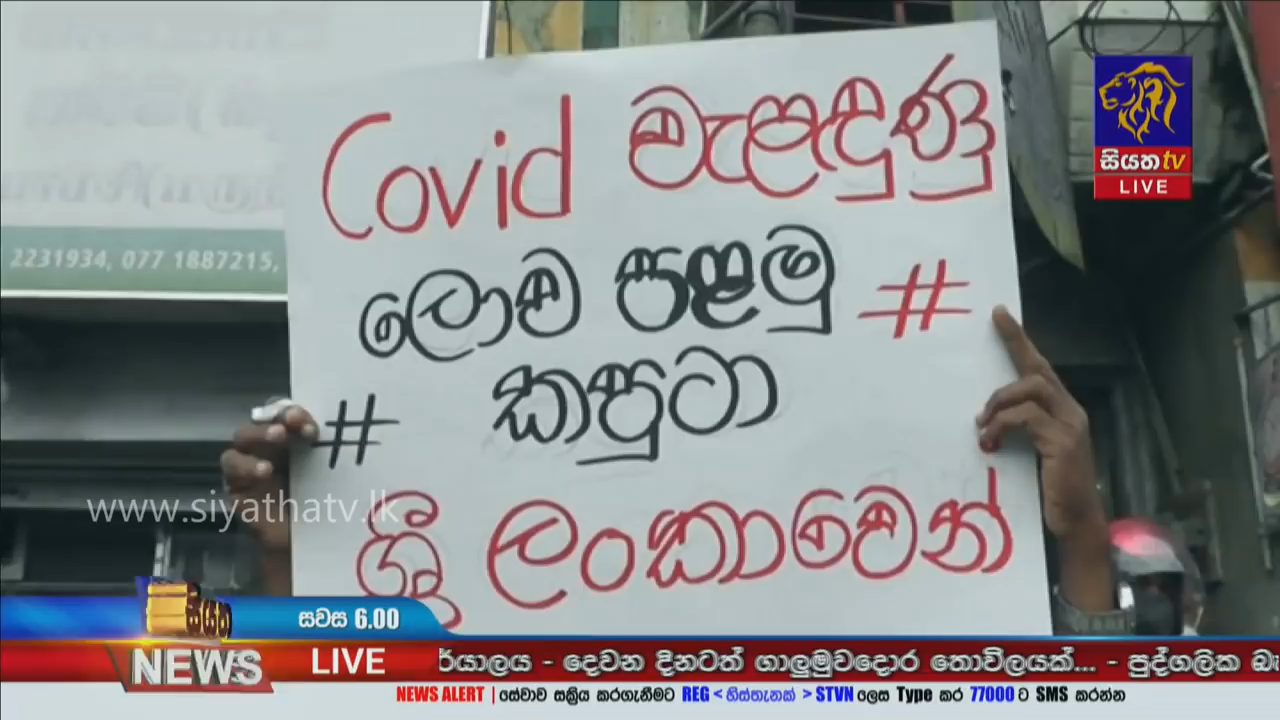 Covid වැළඳුණු
ලොව පළමු #
# කපුටා
ශ්‍රී ලංකාවෙන්
2231934, 077 1887215,
සියත tv
LIVE
www.siyathatv.lk
සියත
සවස 6.00
NEWS
LIVE
ර්යාලය - දෙවන දිනටත් ගාලුමුවදොර තොවිලයක්... - පුද්ගලික බැ
NEWS ALERT | සේවාව සක්‍රිය කරගැනීමට REG < හිස්තැනක් > STVN ලෙස Type කර 77000 ට SMS කරන්න